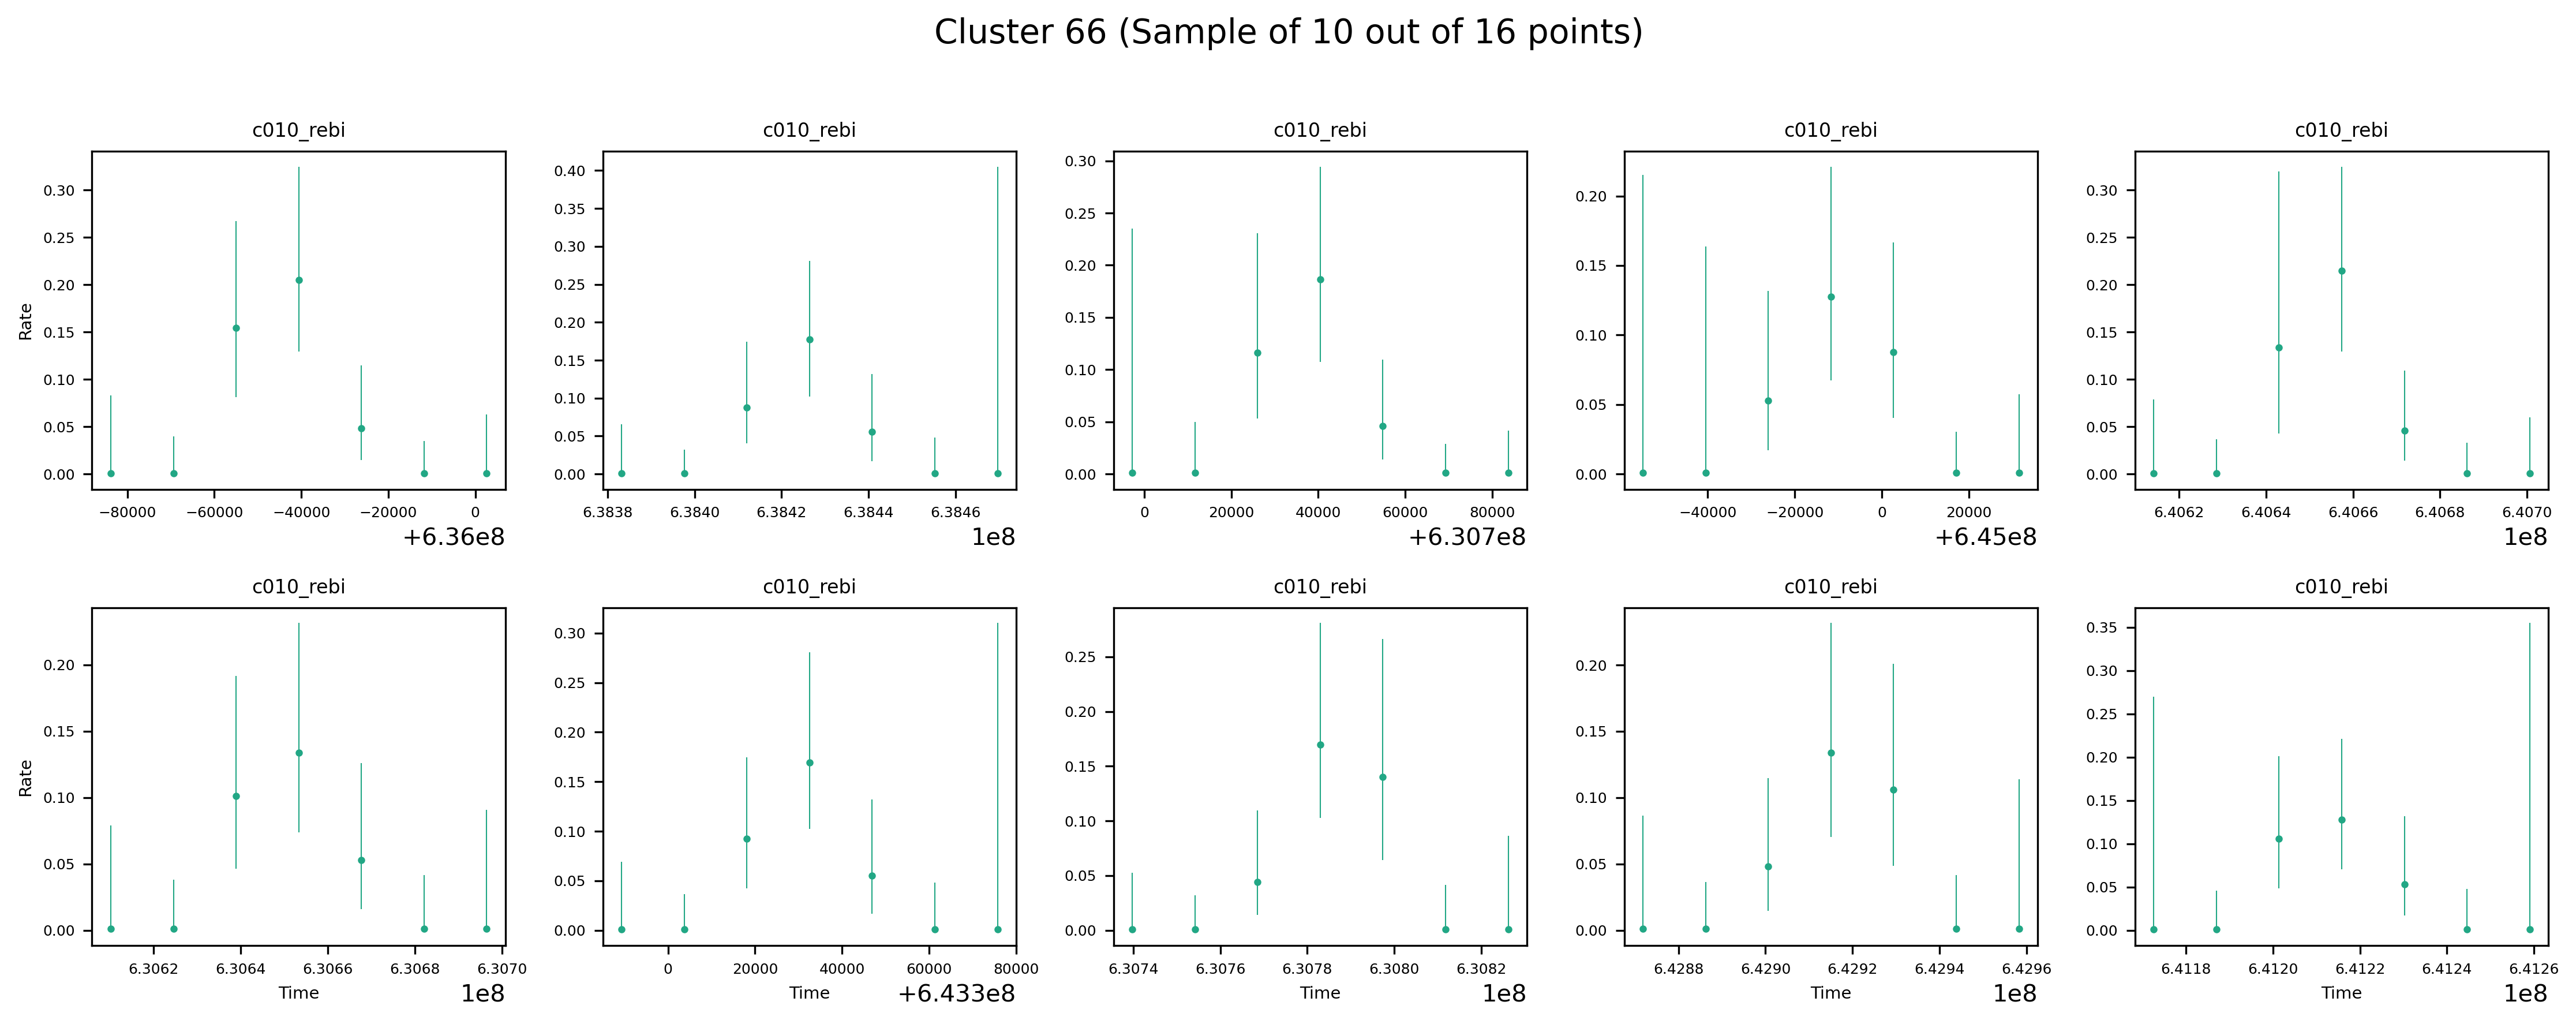 Cluster 66 (Sample of 10 out of 16 points)
c010_rebi c010_rebi c010_rebi c010_rebi c010_rebi
Rate
0.30
0.25
0.20
0.15
0.10
0.05
0.00
−80000 −60000 −40000 −20000 0
+6.36e8
0.40
0.35
0.30
0.25
0.20
0.15
0.10
0.05
0.00
6.3838 6.3840 6.3842 6.3844 6.3846
1e8
0.30
0.25
0.20
0.15
0.10
0.05
0.00
0 20000 40000 60000 80000
+6.307e8
0.20
0.15
0.10
0.05
0.00
−40000 −20000 0 20000
+6.45e8
0.30
0.25
0.20
0.15
0.10
0.05
0.00
6.4062 6.4064 6.4066 6.4068 6.4070
1e8
c010_rebi c010_rebi c010_rebi c010_rebi c010_rebi
Rate
0.20
0.15
0.10
0.05
0.00
6.3062 6.3064 6.3066 6.3068 6.3070
Time 1e8
0.30
0.25
0.20
0.15
0.10
0.05
0.00
0 20000 40000 60000 80000
Time +6.433e8
0.25
0.20
0.15
0.10
0.05
0.00
6.3074 6.3076 6.3078 6.3080 6.3082
Time 1e8
0.20
0.15
0.10
0.05
0.00
6.4288 6.4290 6.4292 6.4294 6.4296
Time 1e8
0.35
0.30
0.25
0.20
0.15
0.10
0.05
0.00
6.4118 6.4120 6.4122 6.4124 6.4126
Time 1e8